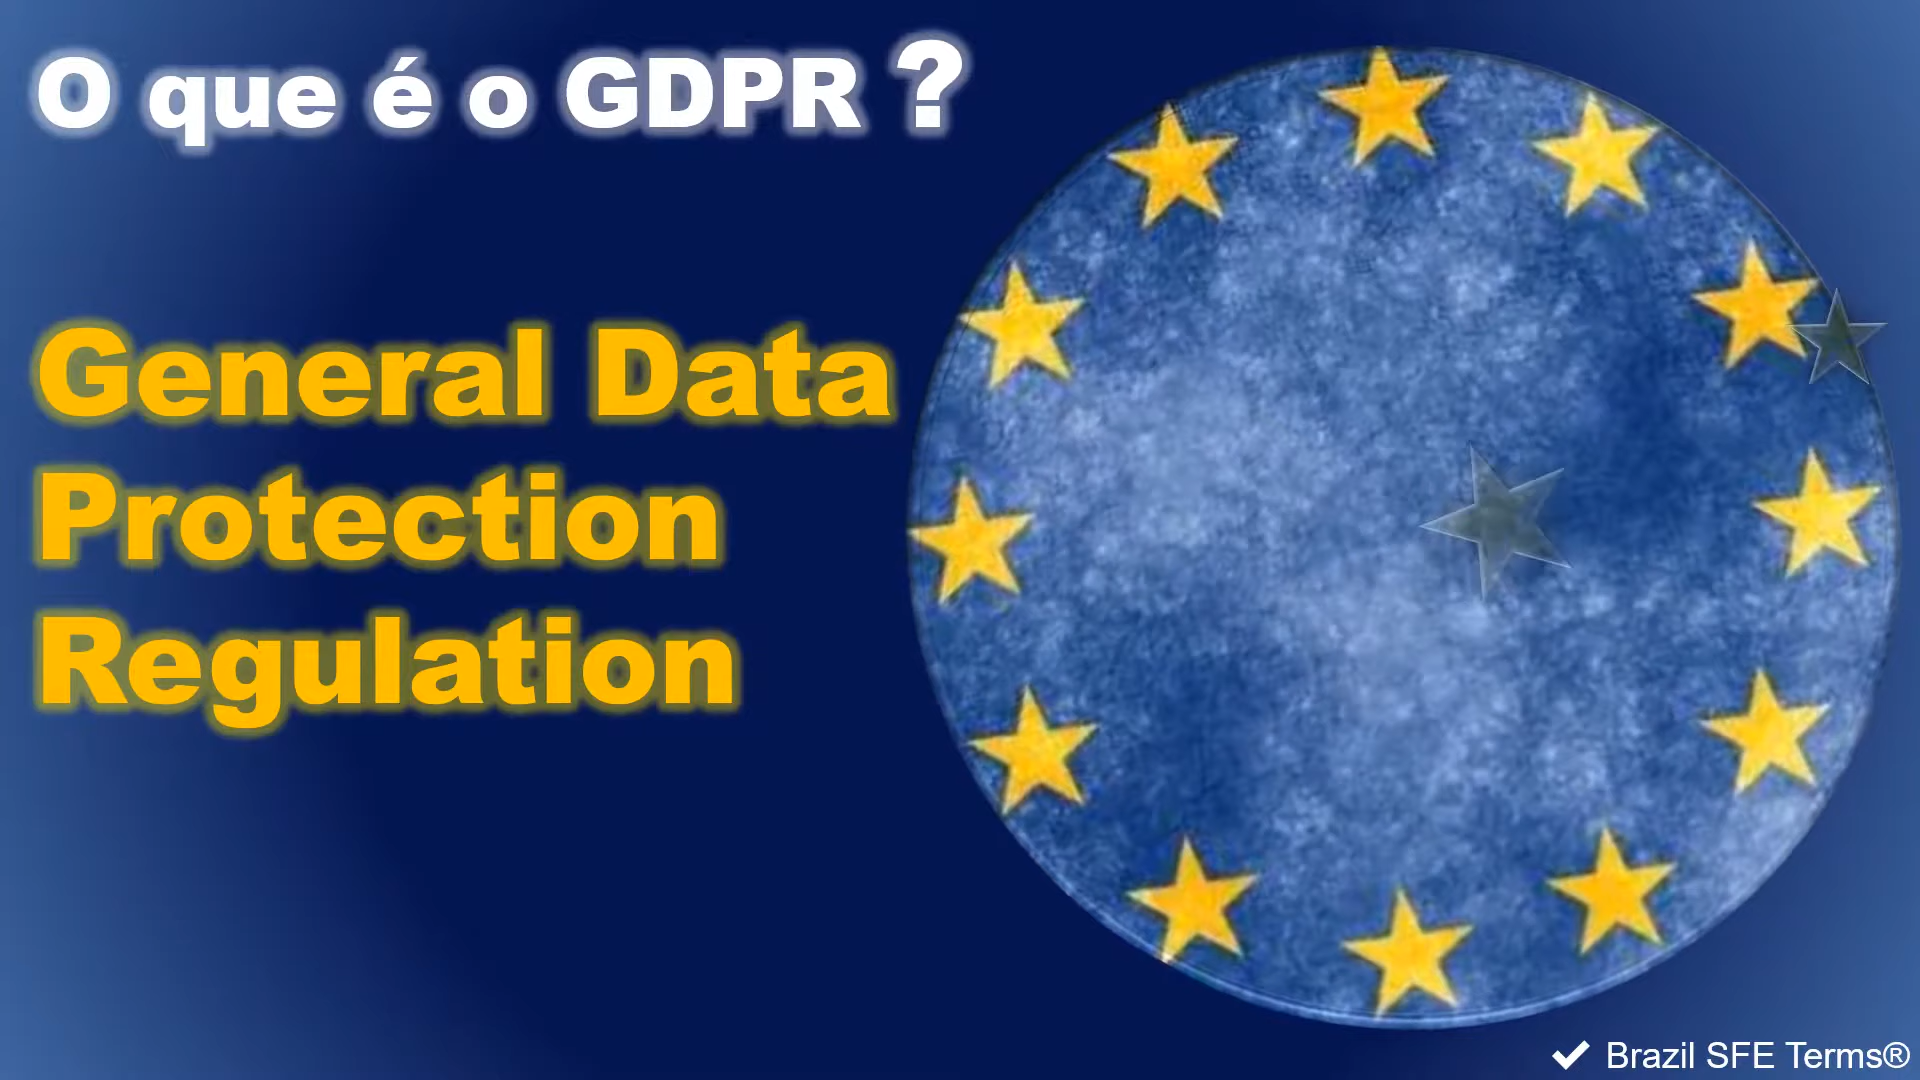 O que é o GDPR ?
General Data
Protection
Regulation
✔ Brazil SFE Terms®